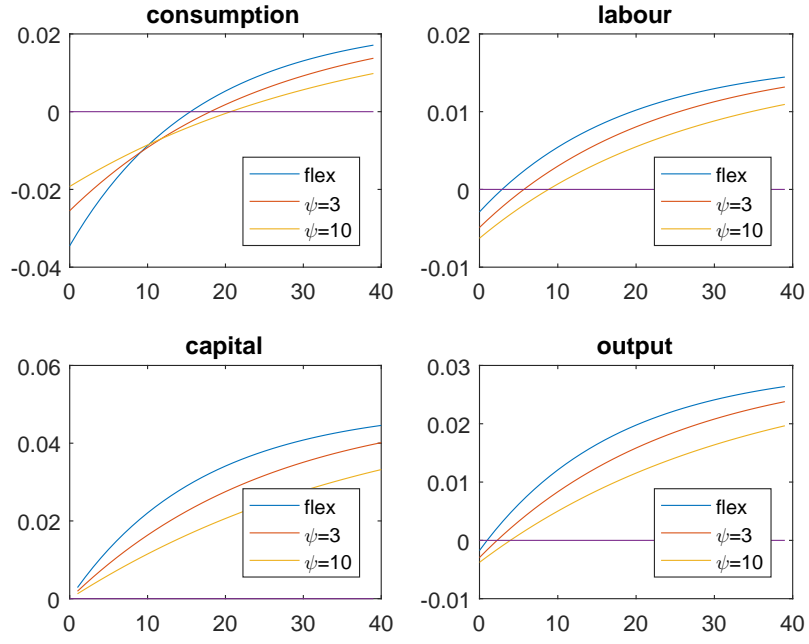 consumption
0.02
0
-0.02
-0.04
0 10 20 30 40
flex
ψ=3
ψ=10
labour
0.02
0.01
0
-0.01
0 10 20 30 40
flex
ψ=3
ψ=10
capital
0.06
0.04
0.02
0
0 10 20 30 40
flex
ψ=3
ψ=10
output
0.03
0.02
0.01
0
-0.01
0 10 20 30 40
flex
ψ=3
ψ=10